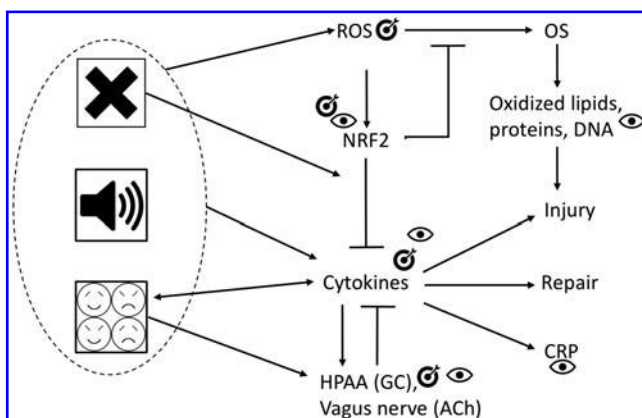 ROS
OS
Oxidized lipids,
proteins, DNA
NRF2
Injury
Cytokines
Repair
CRP
HPAA (GC),
Vagus nerve (ACh)